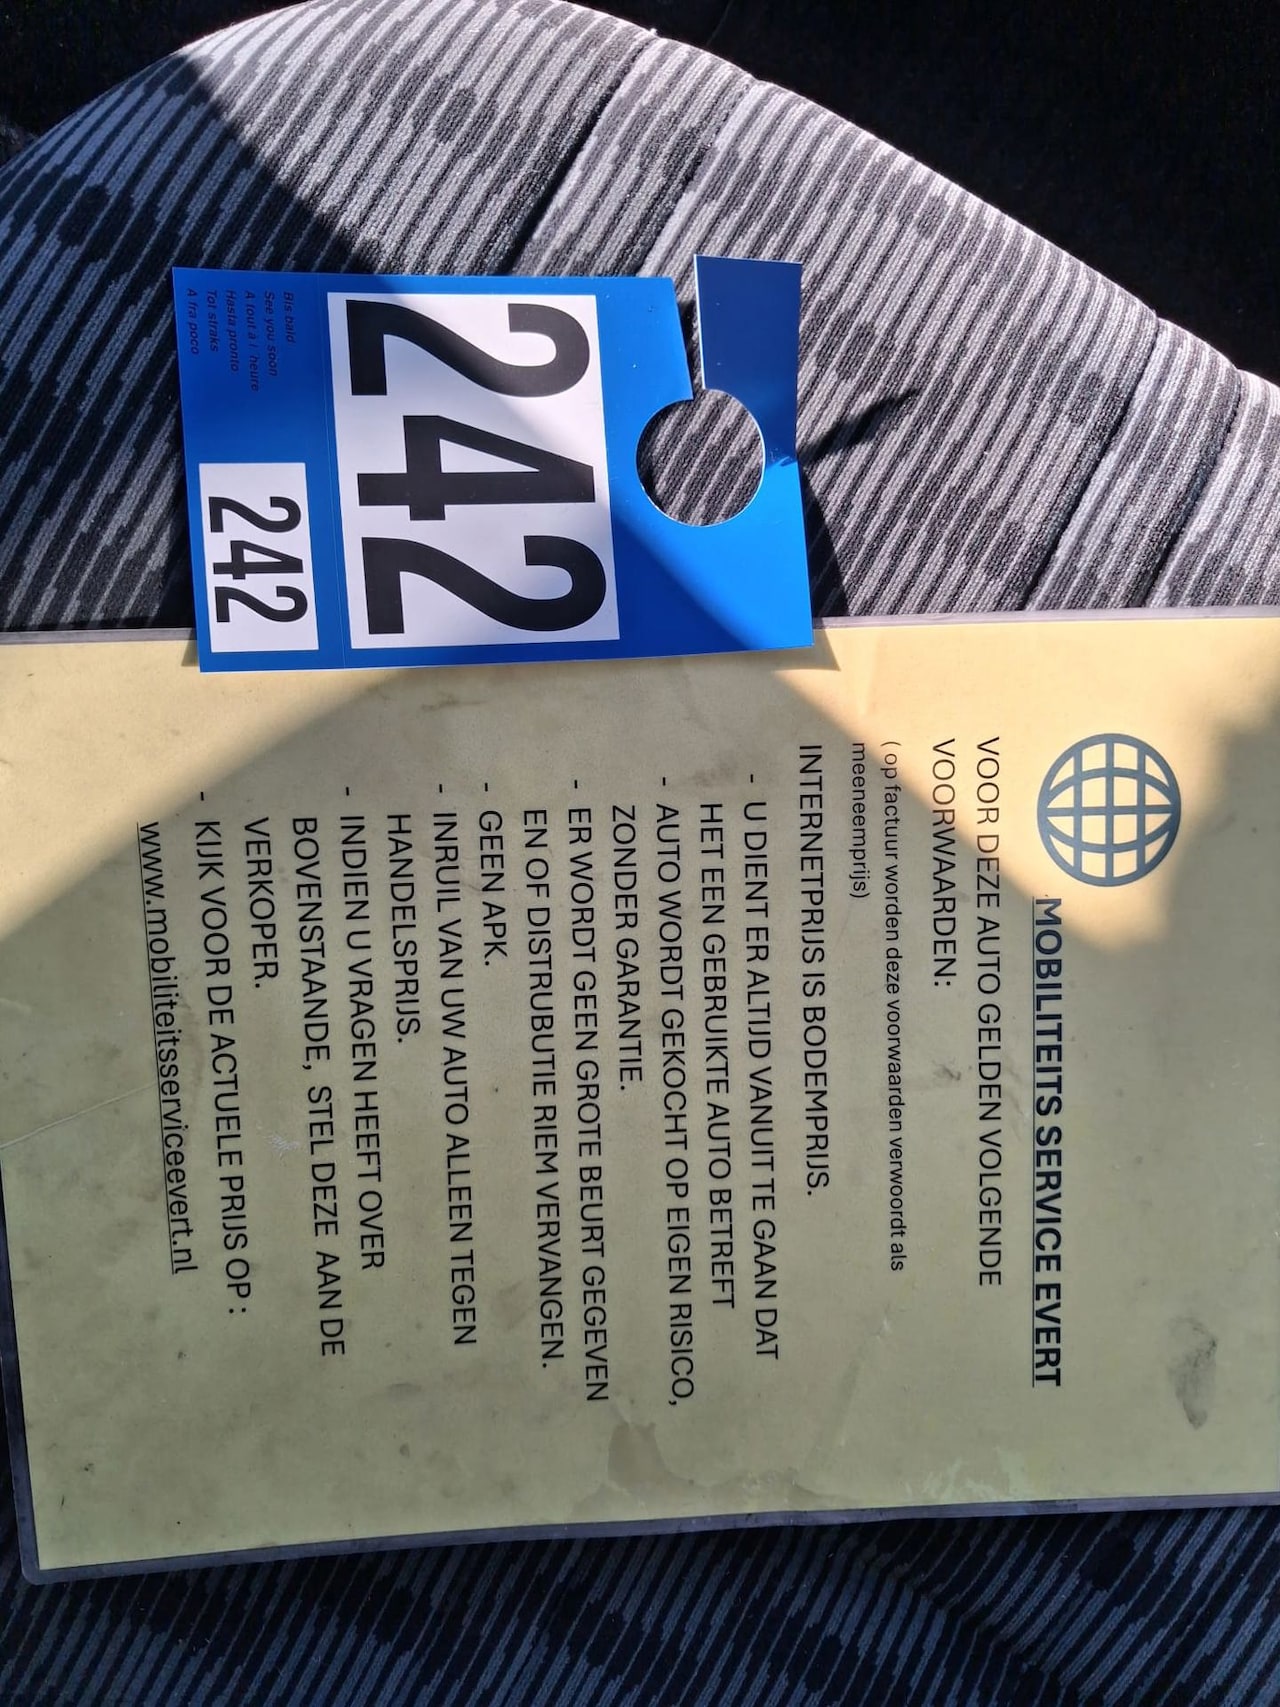 242
Bis bald
See you soon
A tout à l'heure
Hasta pronto
Tot straks
A fra poco
242
MOBILITEITS SERVICE EVERT
VOOR DEZE AUTO GELDEN VOLGENDE
VOORWAARDEN:
( op factuur worden deze voorwaarden verwoordt als
meeneemprijs)
INTERNETPRIJS IS BODEMPRIJS.
- U DIENT ER ALTIJD VANUIT TE GAAN DAT
HET EEN GEBRUIKTE AUTO BETREFT
- AUTO WORDT GEKOCHT OP EIGEN RISICO,
ZONDER GARANTIE.
- ER WORDT GEEN GROTE BEURT GEGEVEN
EN OF DISTRUBUTIE RIEM VERVANGEN.
- GEEN APK.
- INRUIL VAN UW AUTO ALLEEN TEGEN
HANDELSPRIJS.
- INDIEN U VRAGEN HEEFT OVER
BOVENSTAANDE, STEL DEZE AAN DE
VERKOPER.
- KIJK VOOR DE ACTUELE PRIJS OP :
www.mobiliteitsserviceevert.nl